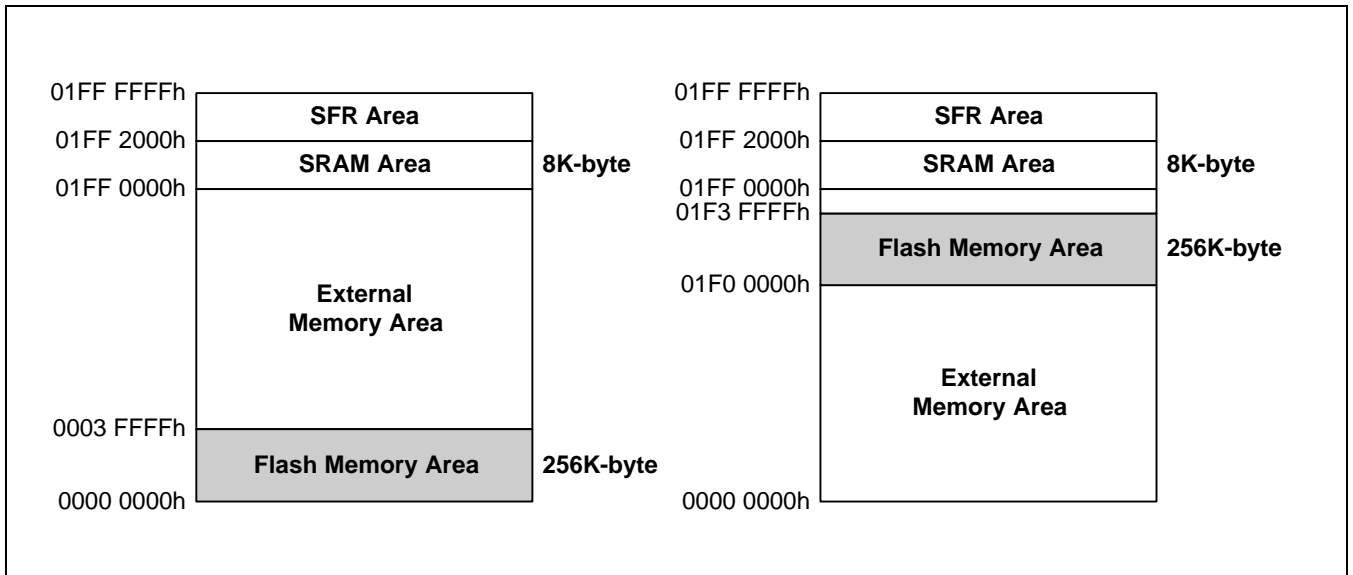 01FF FFFFh
SFR Area
01FF 2000h
SRAM Area
8K-byte
01FF 0000h
External
Memory Area
0003 FFFFh
Flash Memory Area
256K-byte
0000 0000h
01FF FFFFh
SFR Area
01FF 2000h
SRAM Area
8K-byte
01FF 0000h
01F3 FFFFh
Flash Memory Area
256K-byte
01F0 0000h
External
Memory Area
0000 0000h